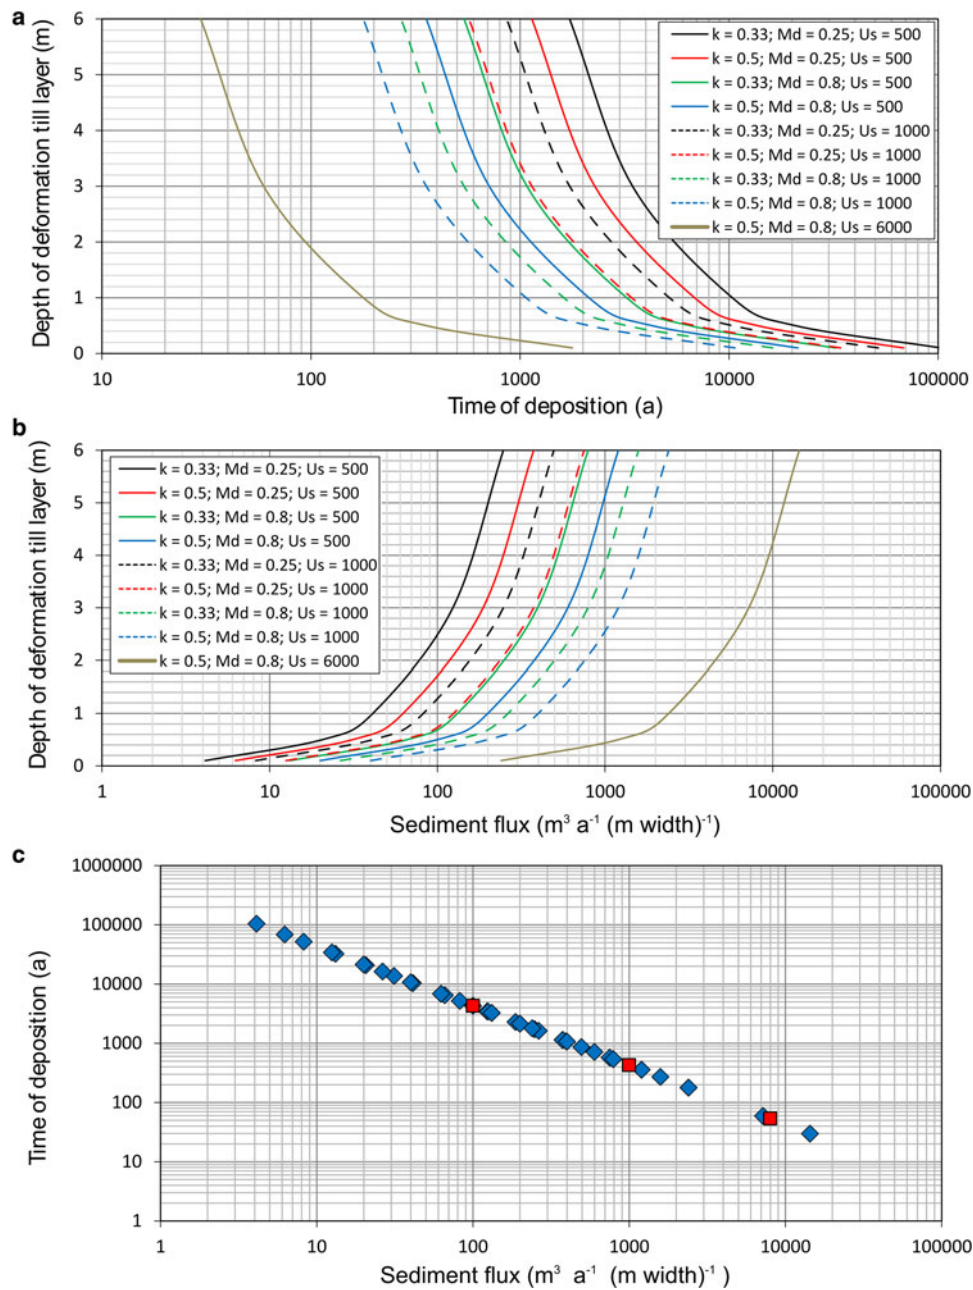 a
Depth of deformation till layer (m)
6
5
4
3
2
1
0
k = 0.33; Md = 0.25; Us = 500
k = 0.5; Md = 0.25; Us = 500
k = 0.33; Md = 0.8; Us = 500
k = 0.5; Md = 0.8; Us = 500
k = 0.33; Md = 0.25; Us = 1000
k = 0.5; Md = 0.25; Us = 1000
k = 0.33; Md = 0.8; Us = 1000
k = 0.5; Md = 0.8; Us = 1000
k = 0.5; Md = 0.8; Us = 6000
10 100 1000 10000 100000
Time of deposition (a)
b
Depth of deformation till layer (m)
6
5
4
3
2
1
0
k = 0.33; Md = 0.25; Us = 500
k = 0.5; Md = 0.25; Us = 500
k = 0.33; Md = 0.8; Us = 500
k = 0.5; Md = 0.8; Us = 500
k = 0.33; Md = 0.25; Us = 1000
k = 0.5; Md = 0.25; Us = 1000
k = 0.33; Md = 0.8; Us = 1000
k = 0.5; Md = 0.8; Us = 1000
k = 0.5; Md = 0.8; Us = 6000
1 10 100 1000 10000 100000
Sediment flux (m³ a⁻¹ (m width)⁻¹)
c
Time of deposition (a)
1000000
100000
10000
1000
100
10
1
1 10 100 1000 10000 100000
Sediment flux (m³ a⁻¹ (m width)⁻¹ )